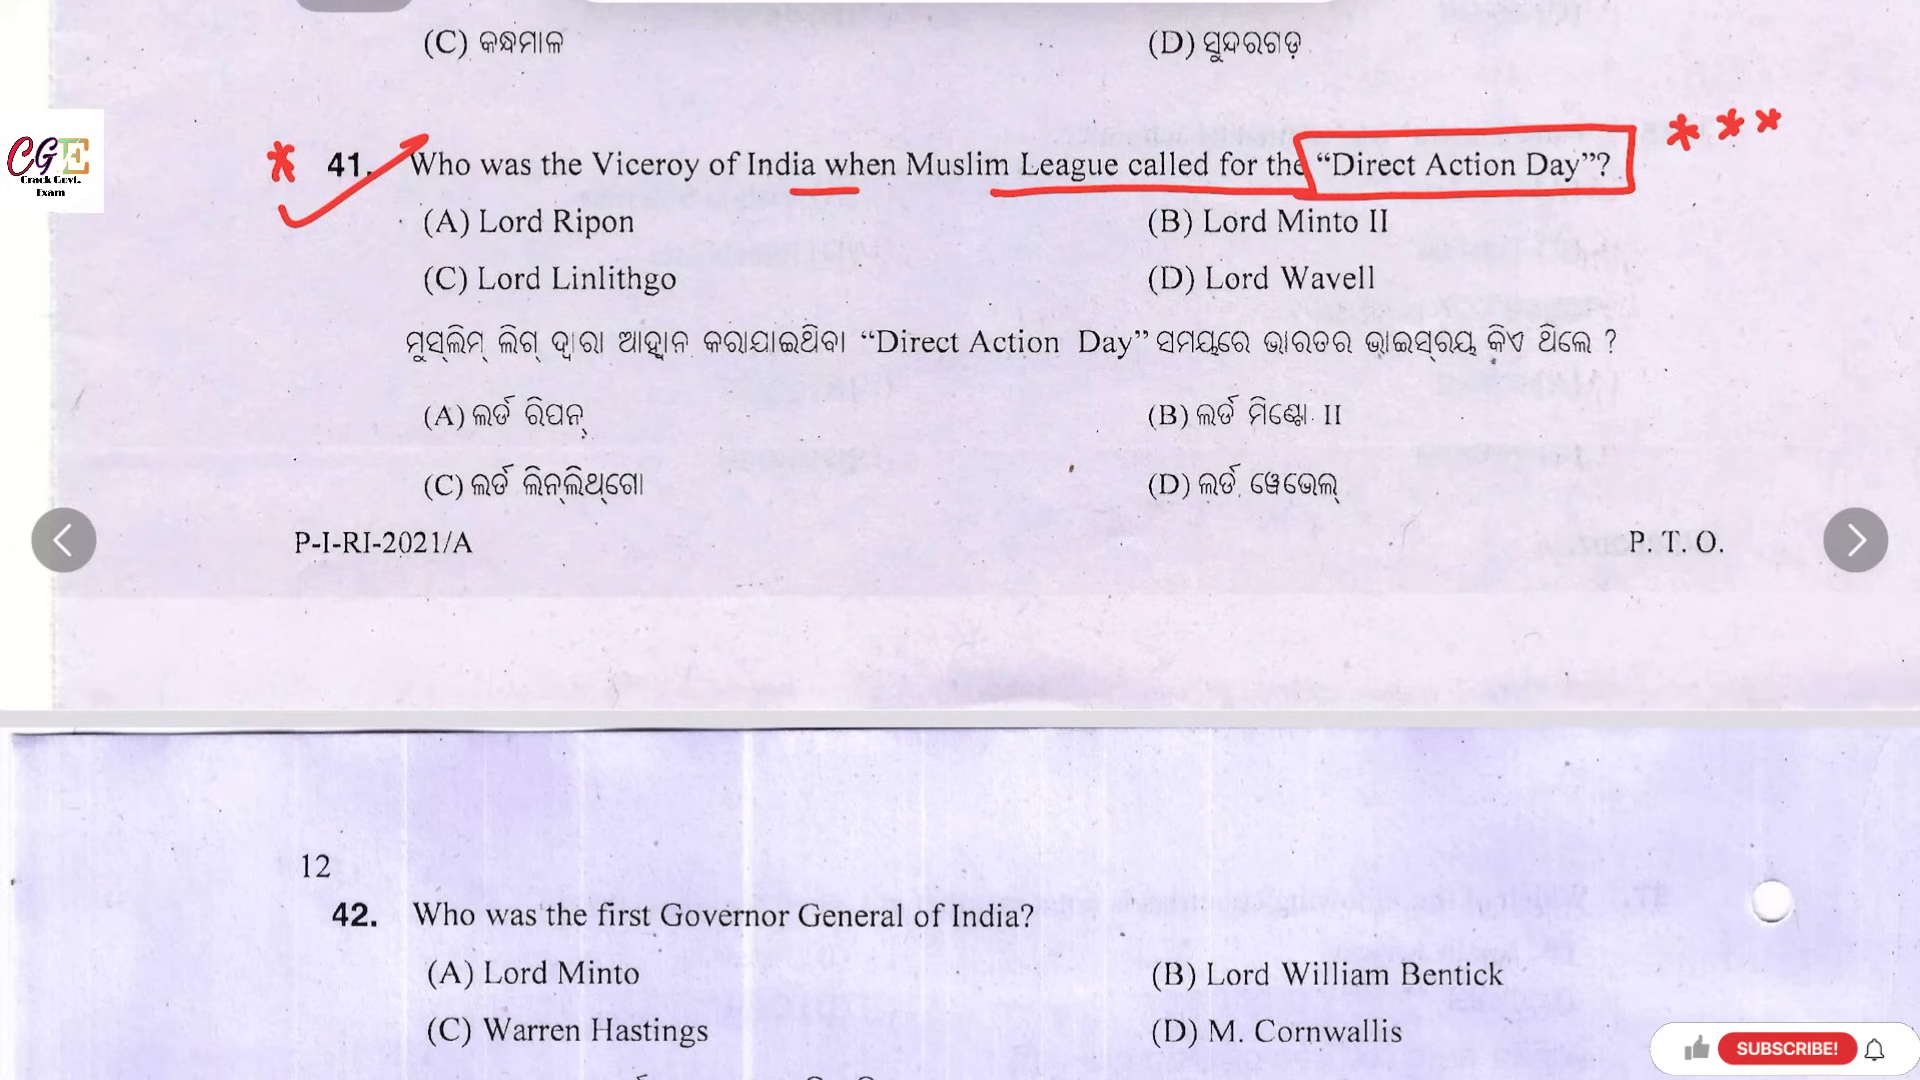 (C) କନ୍ଧମାଳ (D) ସୁନ୍ଦରଗଡ଼
CGE
Crack Govt.
Exam
41. Who was the Viceroy of India when Muslim League called for the “Direct Action Day”?
(A) Lord Ripon (B) Lord Minto II
(C) Lord Linlithgo (D) Lord Wavell
ମୁସ୍‌ଲିମ୍ ଲିଗ୍ ଦ୍ୱାରା ଆହ୍ୱାନ କରାଯାଇଥିବା “Direct Action Day” ସମୟରେ ଭାରତର ଭାଇସ୍‌ରୟ କିଏ ଥିଲେ ?
(A) ଲର୍ଡ ରିପନ୍ (B) ଲର୍ଡ ମିଣ୍ଟୋ II
(C) ଲର୍ଡ ଲିନ୍‌ଲିଥ୍‌ଗୋ (D) ଲର୍ଡ ୱେଭେଲ୍
P-I-RI-2021/A P. T. O.
12
42. Who was the first Governor General of India?
(A) Lord Minto (B) Lord William Bentick
(C) Warren Hastings (D) M. Cornwallis
SUBSCRIBE!